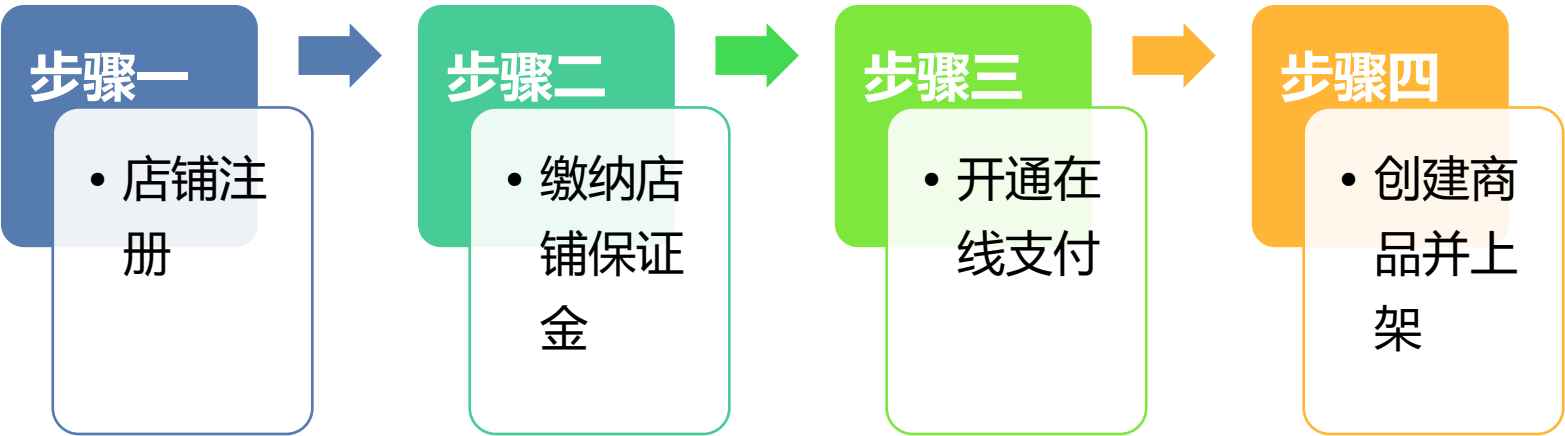 步骤一
• 店铺注
册
步骤二
• 缴纳店
铺保证
金
步骤三
• 开通在
线支付
步骤四
• 创建商
品并上
架